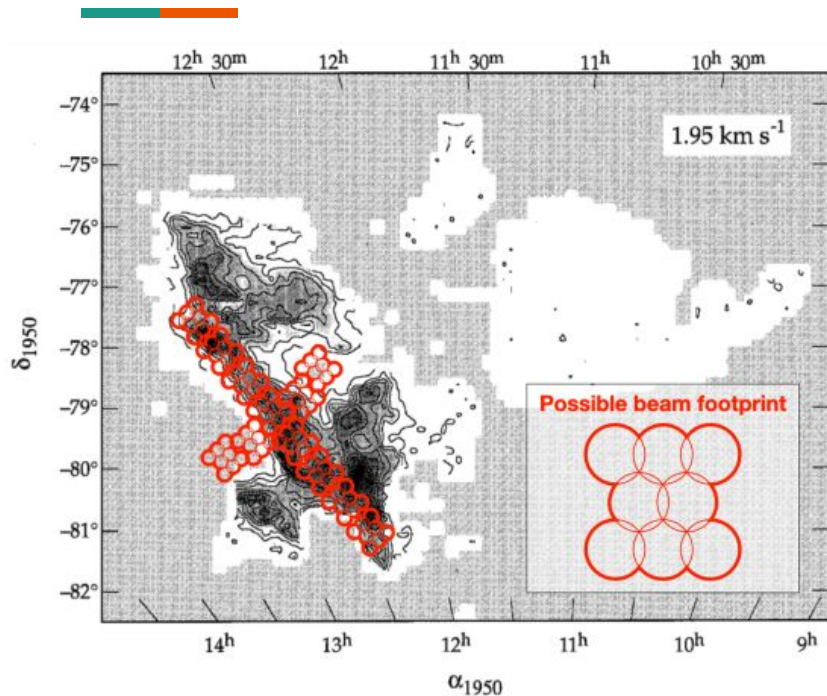 12ʰ 30ᵐ 12ʰ 11ʰ 30ᵐ 11ʰ 10ʰ 30ᵐ
1.95 km s⁻¹
−74°
−75°
−76°
−77°
−78°
−79°
−80°
−81°
−82°
δ₁₉₅₀
Possible beam footprint
14ʰ 13ʰ 12ʰ 11ʰ 10ʰ 9ʰ
α₁₉₅₀